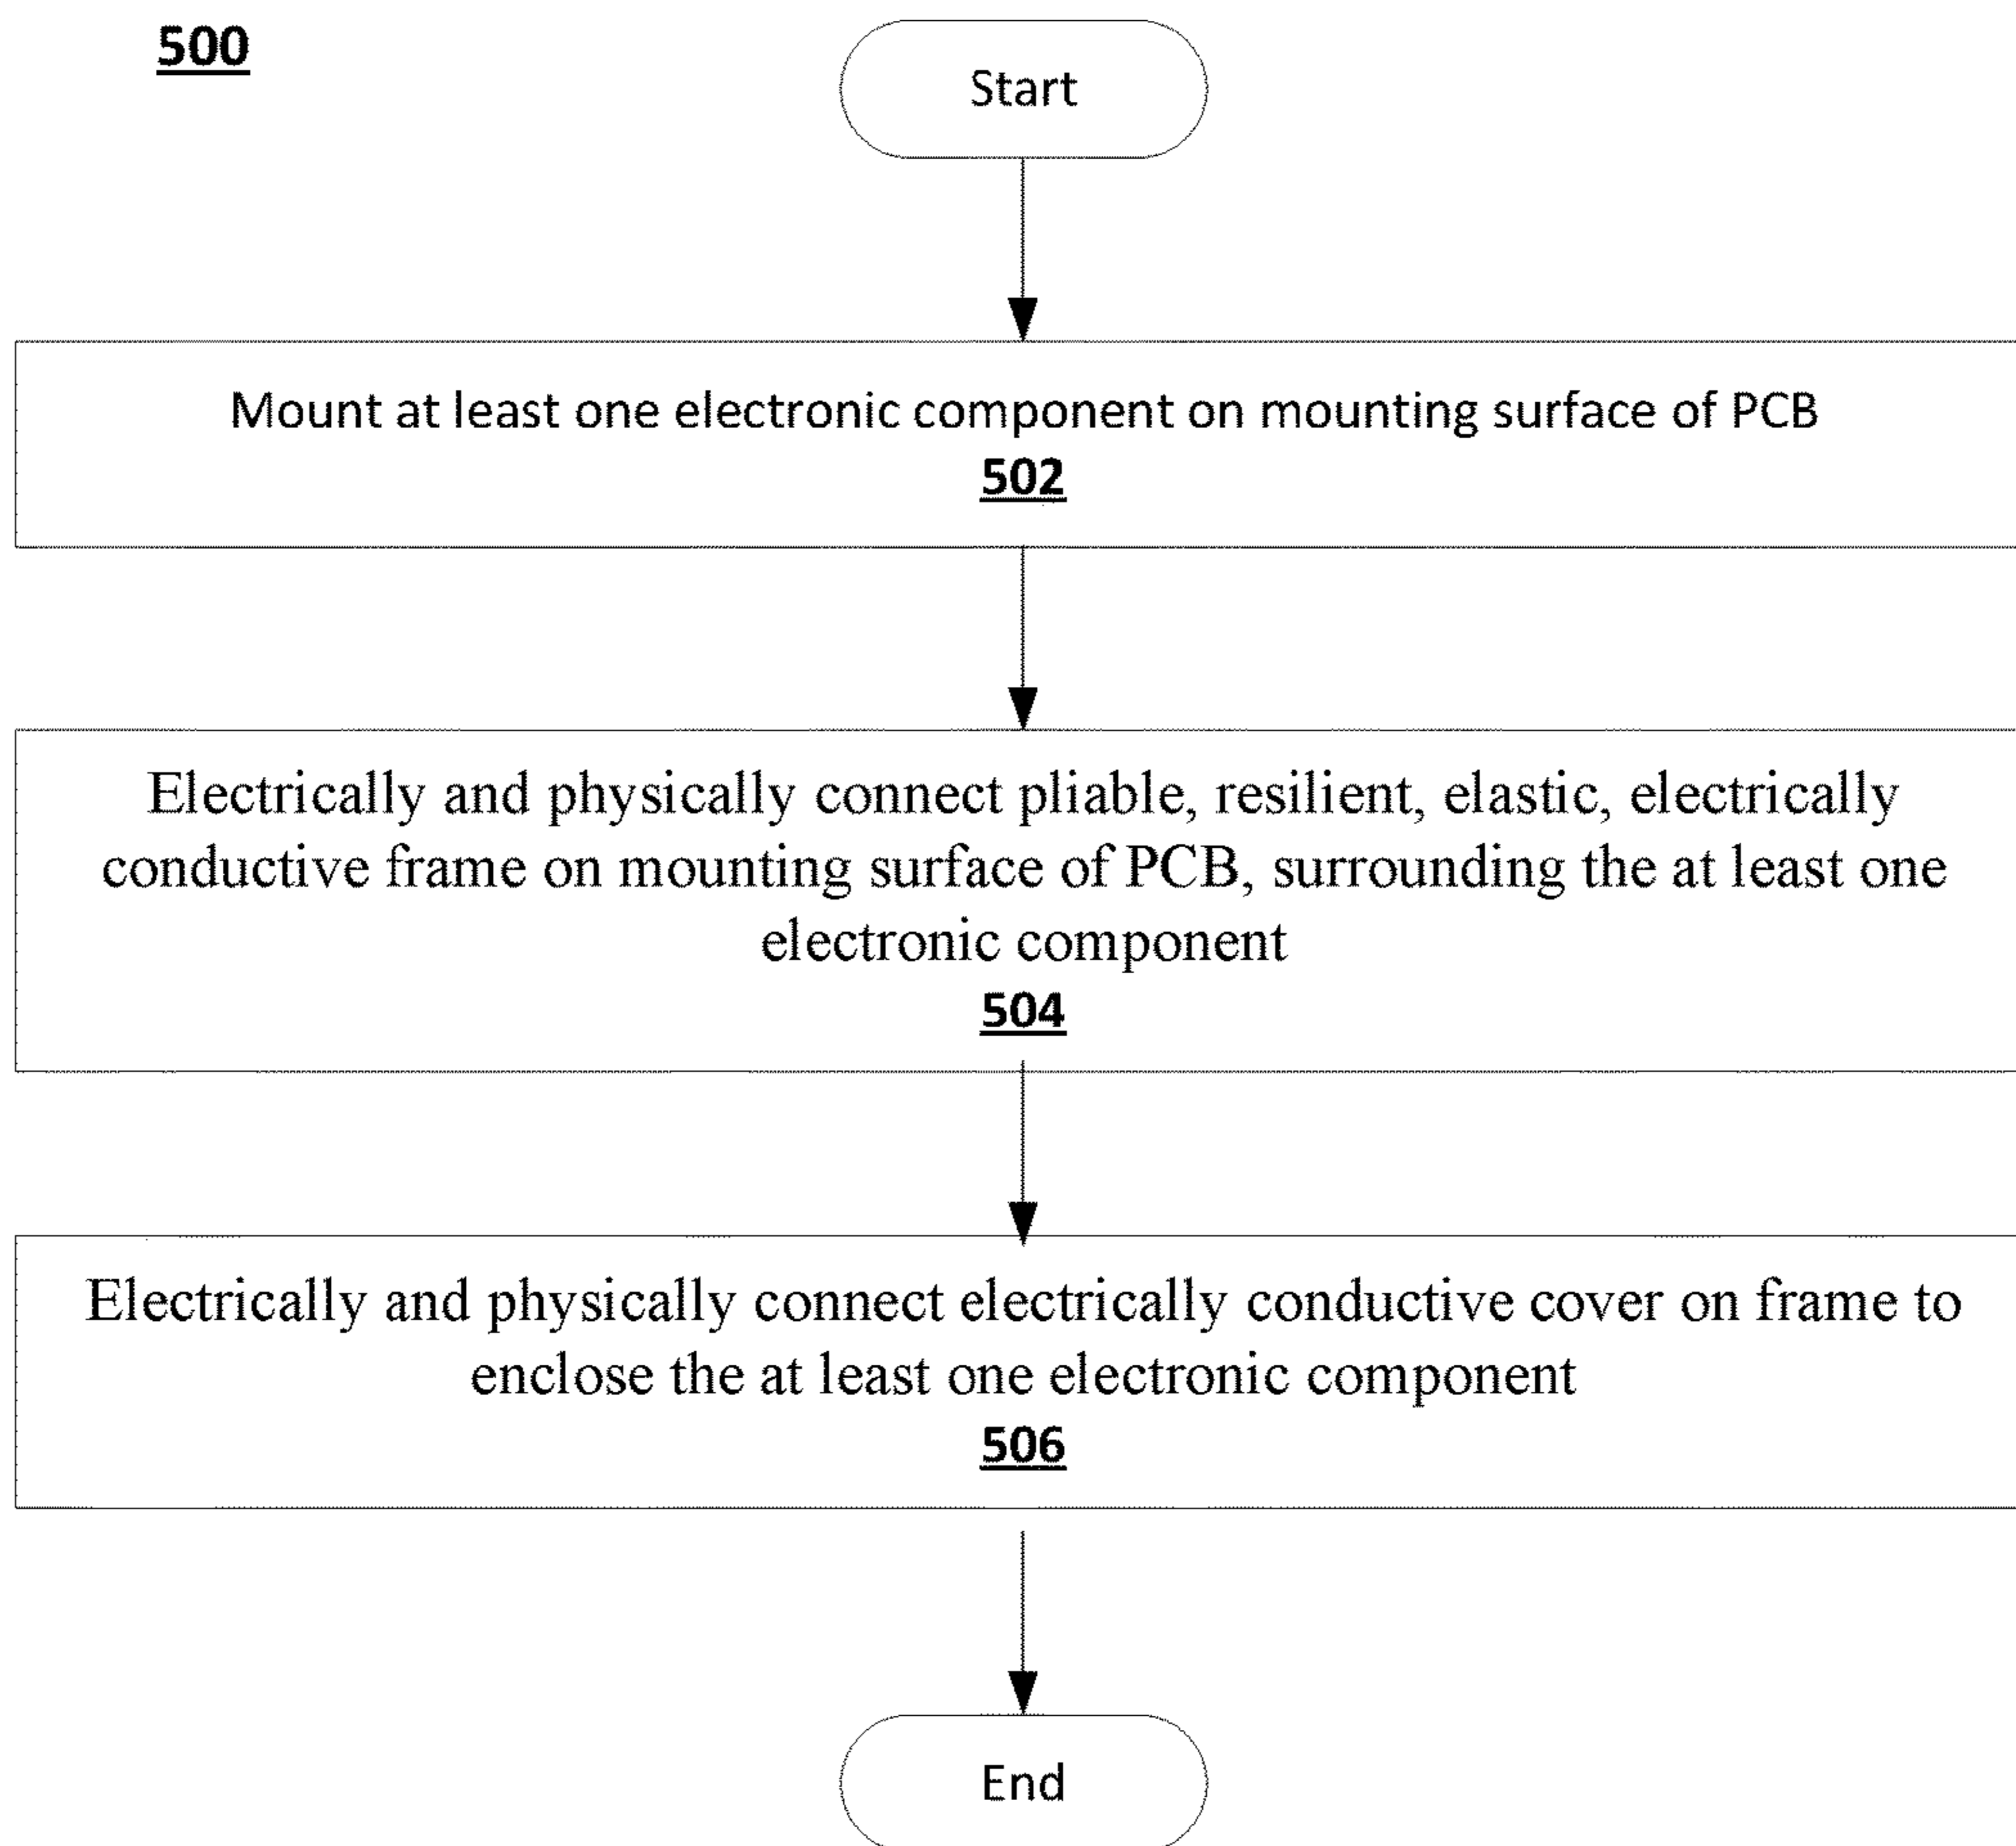 500
Start
Mount at least one electronic component on mounting surface of PCB
502
Electrically and physically connect pliable, resilient, elastic, electrically
conductive frame on mounting surface of PCB, surrounding the at least one
electronic component
504
Electrically and physically connect electrically conductive cover on frame to
enclose the at least one electronic component
506
End